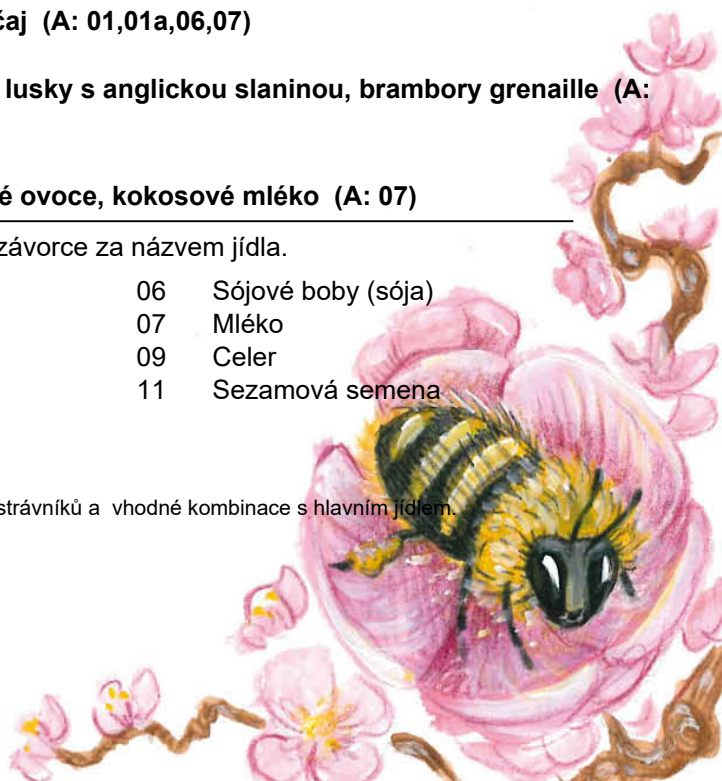 čaj (A: 01,01a,06,07)
lusky s anglickou slaninou, brambory grenaille (A:
é ovoce, kokosové mléko (A: 07)
závorce za názvem jídla.
06 Sójové boby (sója)
07 Mléko
09 Celer
11 Sezamová semena
strávníků a vhodné kombinace s hlavním jídlem.